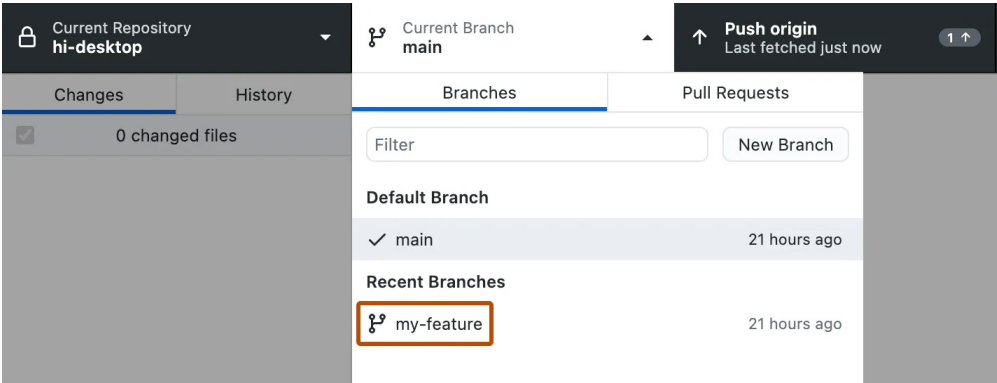 Current Repository
hi-desktop
Current Branch
main
Push origin
Last fetched just now
1
Changes
History
Branches
Pull Requests
0 changed files
Filter
New Branch
Default Branch
main
21 hours ago
Recent Branches
my-feature
21 hours ago